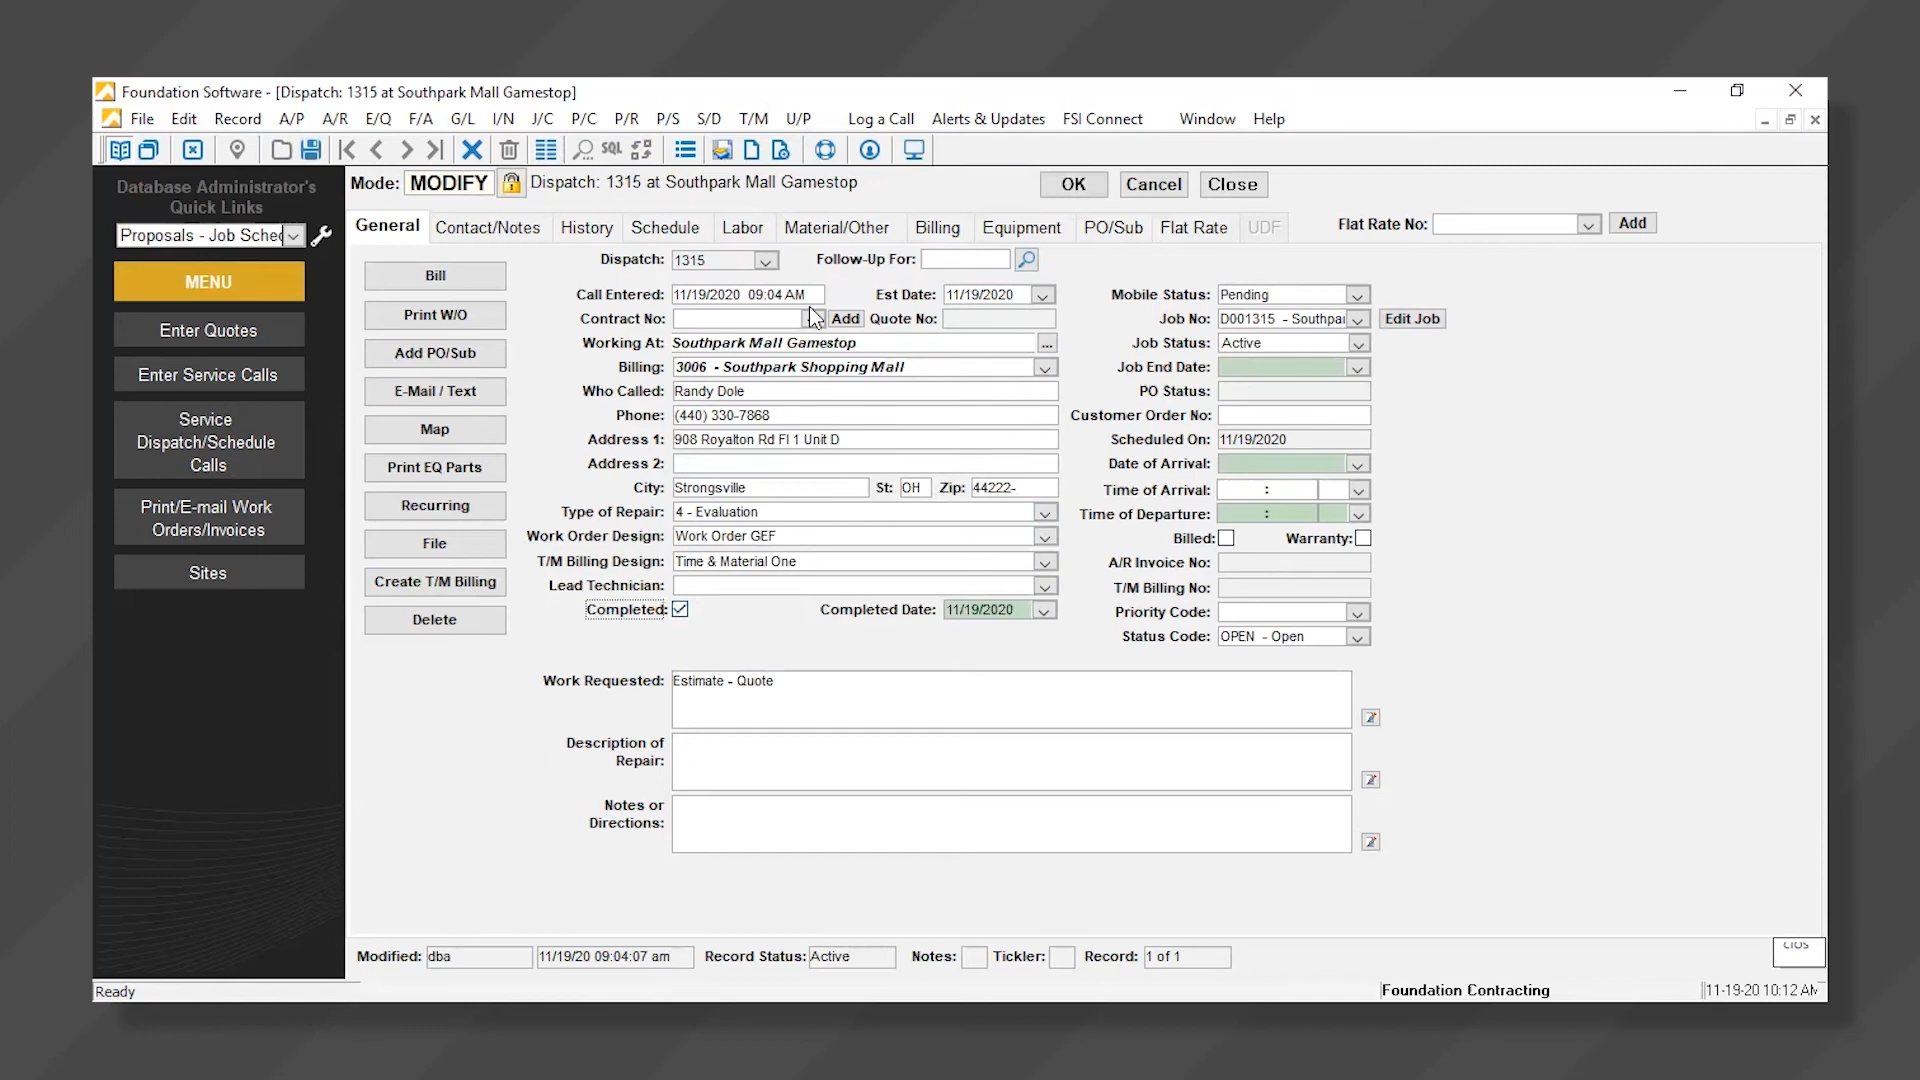 Foundation Software - [Dispatch: 1315 at Southpark Mall Gamestop]
File Edit Record A/P A/R E/Q F/A G/L I/N J/C P/C P/R P/S S/D T/M U/P Log a Call Alerts & Updates FSI Connect Window Help
SQL
Database Administrator's
Quick Links
Proposals - Job Sched
MENU
Enter Quotes
Enter Service Calls
Service
Dispatch/Schedule
Calls
Print/E-mail Work
Orders/Invoices
Sites
Mode: MODIFY Dispatch: 1315 at Southpark Mall Gamestop OK Cancel Close
General Contact/Notes History Schedule Labor Material/Other Billing Equipment PO/Sub Flat Rate UDF Flat Rate No: Add
Bill
Print W/O
Add PO/Sub
E-Mail / Text
Map
Print EQ Parts
Recurring
File
Create T/M Billing
Delete
Dispatch: 1315 Follow-Up For:
Call Entered: 11/19/2020 09:04 AM Est Date: 11/19/2020
Contract No: Add Quote No:
Working At: Southpark Mall Gamestop ...
Billing: 3006 - Southpark Shopping Mall
Who Called: Randy Dole
Phone: (440) 330-7868
Address 1: 908 Royalton Rd Fl 1 Unit D
Address 2:
City: Strongsville St: OH Zip: 44222-
Type of Repair: 4 - Evaluation
Work Order Design: Work Order GEF
T/M Billing Design: Time & Material One
Lead Technician:
Completed: Completed Date: 11/19/2020
Mobile Status: Pending
Job No: D001315 - Southpa Edit Job
Job Status: Active
Job End Date:
PO Status:
Customer Order No:
Scheduled On: 11/19/2020
Date of Arrival:
Time of Arrival: :
Time of Departure: :
Billed: Warranty:
A/R Invoice No:
T/M Billing No:
Priority Code:
Status Code: OPEN - Open
Work Requested: Estimate - Quote
Description of
Repair:
Notes or
Directions:
Modified: dba 11/19/20 09:04:07 am Record Status: Active Notes: Tickler: Record: 1 of 1
Ready Foundation Contracting 11-19-20 10:12 AM